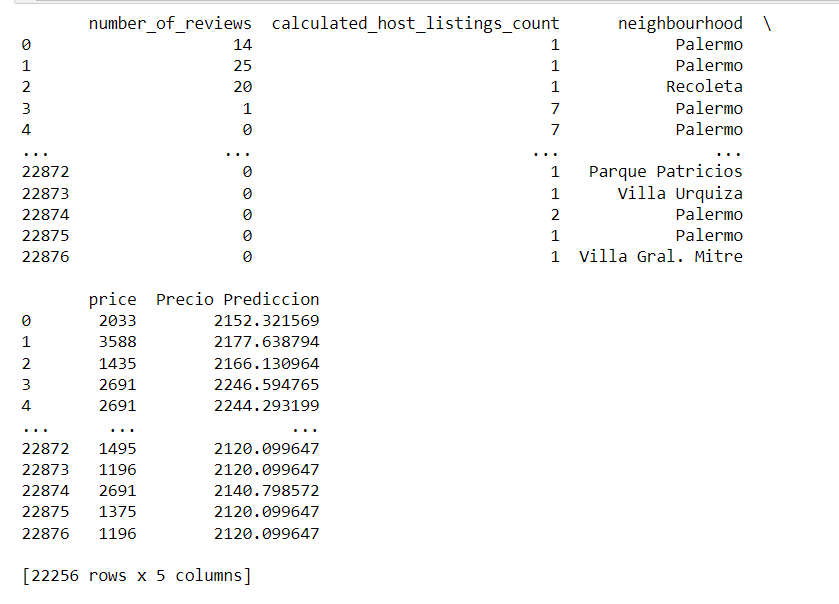 number_of_reviews calculated_host_listings_count neighbourhood \
0 14 1 Palermo
1 25 1 Palermo
2 20 1 Recoleta
3 1 7 Palermo
4 0 7 Palermo
... ... ... ...
22872 0 1 Parque Patricios
22873 0 1 Villa Urquiza
22874 0 2 Palermo
22875 0 1 Palermo
22876 0 1 Villa Gral. Mitre
price Precio Prediccion
0 2033 2152.321569
1 3588 2177.638794
2 1435 2166.130964
3 2691 2246.594765
4 2691 2244.293199
... ... ...
22872 1495 2120.099647
22873 1196 2120.099647
22874 2691 2140.798572
22875 1375 2120.099647
22876 1196 2120.099647
[22256 rows x 5 columns]